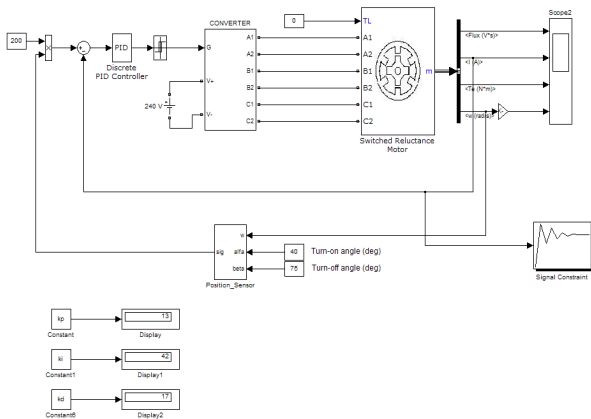 CONVERTER
Scope2
200
X
PID
Discrete
PID Controller
G
V+
V-
240 V
A1
A2
B1
B2
C1
C2
0
TL
A1
A2
B1
B2
C1
C2
m
Switched Reluctance
Motor
<Flux (V*s)>
<I (A)>
<Te (N*m)>
<w (rad/s)>
w
sig
alfa
beta
Position_Sensor
40
Turn-on angle (deg)
75
Turn-off angle (deg)
Signal Constraint
kp
Constant
13
Display
ki
Constant1
42
Display1
kd
Constant6
17
Display2